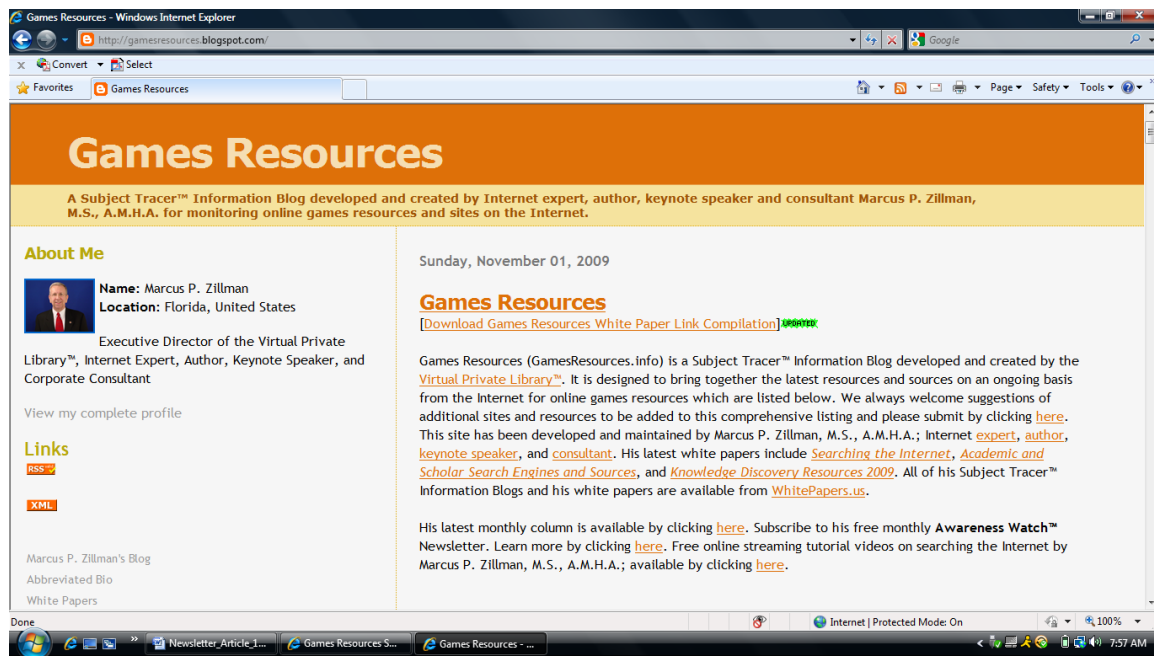 Games Resources - Windows Internet Explorer
http://gamesresources.blogspot.com/
Google
x Convert Select
Favorites Games Resources Page Safety Tools
Games Resources
A Subject Tracer™ Information Blog developed and created by Internet expert, author, keynote speaker and consultant Marcus P. Zillman,
M.S., A.M.H.A. for monitoring online games resources and sites on the Internet.
About Me
Name: Marcus P. Zillman
Location: Florida, United States
Executive Director of the Virtual Private
Library™, Internet Expert, Author, Keynote Speaker, and
Corporate Consultant
View my complete profile
Links
RSS
XML
Marcus P. Zillman's Blog
Abbreviated Bio
White Papers
Sunday, November 01, 2009
Games Resources
[Download Games Resources White Paper Link Compilation] UPDATED
Games Resources (GamesResources.info) is a Subject Tracer™ Information Blog developed and created by the
Virtual Private Library™. It is designed to bring together the latest resources and sources on an ongoing basis
from the Internet for online games resources which are listed below. We always welcome suggestions of
additional sites and resources to be added to this comprehensive listing and please submit by clicking here.
This site has been developed and maintained by Marcus P. Zillman, M.S., A.M.H.A.; Internet expert, author,
keynote speaker, and consultant. His latest white papers include Searching the Internet, Academic and
Scholar Search Engines and Sources, and Knowledge Discovery Resources 2009. All of his Subject Tracer™
Information Blogs and his white papers are available from WhitePapers.us.
His latest monthly column is available by clicking here. Subscribe to his free monthly Awareness Watch™
Newsletter. Learn more by clicking here. Free online streaming tutorial videos on searching the Internet by
Marcus P. Zillman, M.S., A.M.H.A.; available by clicking here.
Done Internet | Protected Mode: On 100%
Newsletter_Article_1... Games Resources S... Games Resources - ... 7:57 AM